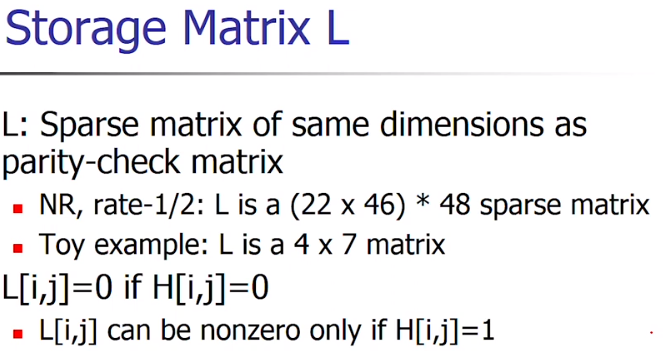 Storage Matrix L
L: Sparse matrix of same dimensions as
parity-check matrix
NR, rate-1/2: L is a (22 x 46) * 48 sparse matrix
Toy example: L is a 4 x 7 matrix
L[i,j]=0 if H[i,j]=0
L[i,j] can be nonzero only if H[i,j]=1